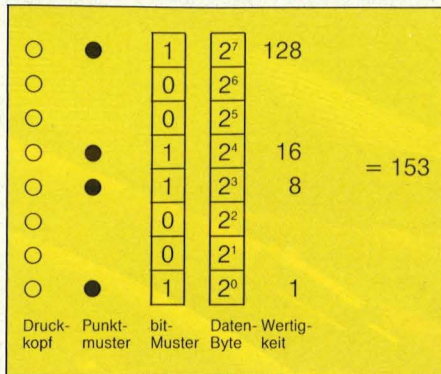 1 2⁷ 128
0 2⁶
0 2⁵
1 2⁴ 16
= 153
1 2³ 8
0 2²
0 2¹
1 2⁰ 1
Druck- Punkt- bit- Daten- Wertig-
kopf muster Muster Byte keit